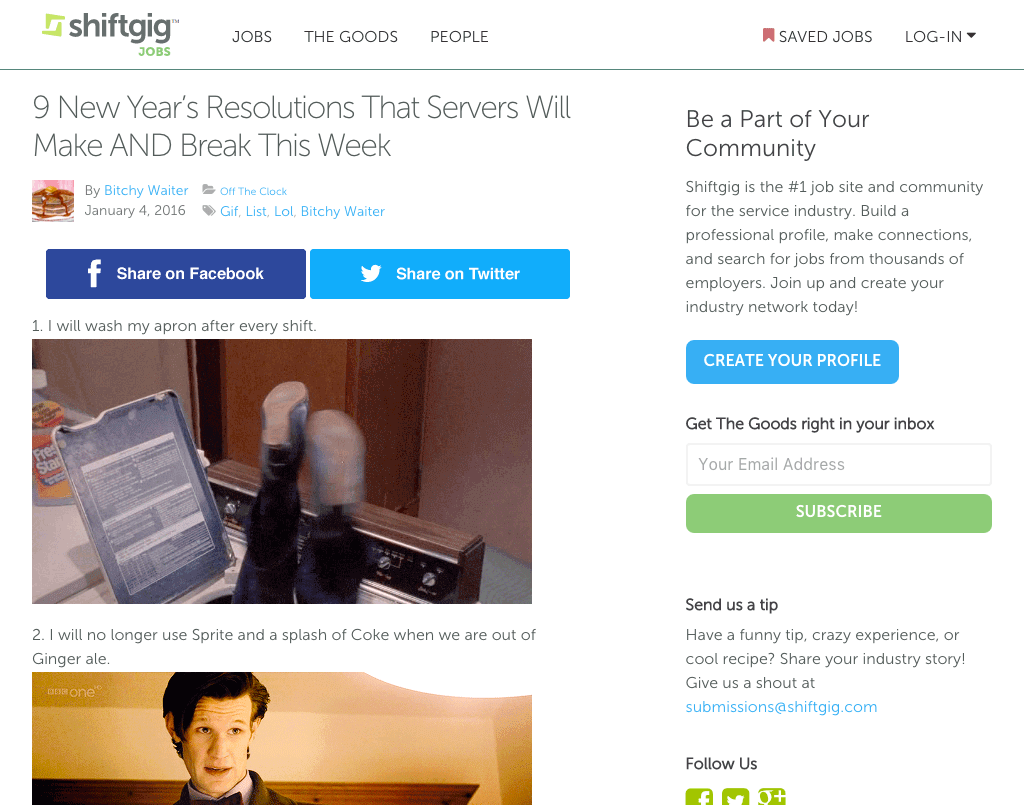 shiftgig™
JOBS
JOBS
THE GOODS
PEOPLE
SAVED JOBS
LOG-IN
9 New Year's Resolutions That Servers Will
Make AND Break This Week
By Bitchy Waiter
January 4, 2016
Off The Clock
Gif, List, Lol, Bitchy Waiter
Share on Facebook
Share on Twitter
1. I will wash my apron after every shift.
2. I will no longer use Sprite and a splash of Coke when we are out of
Ginger ale.
BBC one HD
Be a Part of Your
Community
Shiftgig is the #1 job site and community
for the service industry. Build a
professional profile, make connections,
and search for jobs from thousands of
employers. Join up and create your
industry network today!
CREATE YOUR PROFILE
Get The Goods right in your inbox
Your Email Address
SUBSCRIBE
Send us a tip
Have a funny tip, crazy experience, or
cool recipe? Share your industry story!
Give us a shout at
submissions@shiftgig.com
Follow Us